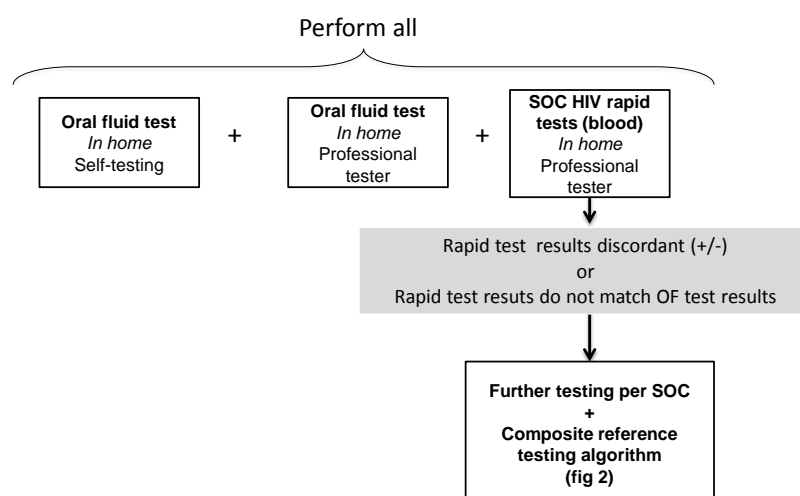 Perform all
Oral fluid test
In home
Self-testing
+
Oral fluid test
In home
Professional
tester
+
SOC HIV rapid
tests (blood)
In home
Professional
tester
Rapid test  results discordant (+/-)
or
Rapid test resuts do not match OF test results
Further testing per SOC
+
Composite reference
testing algorithm
(fig 2)